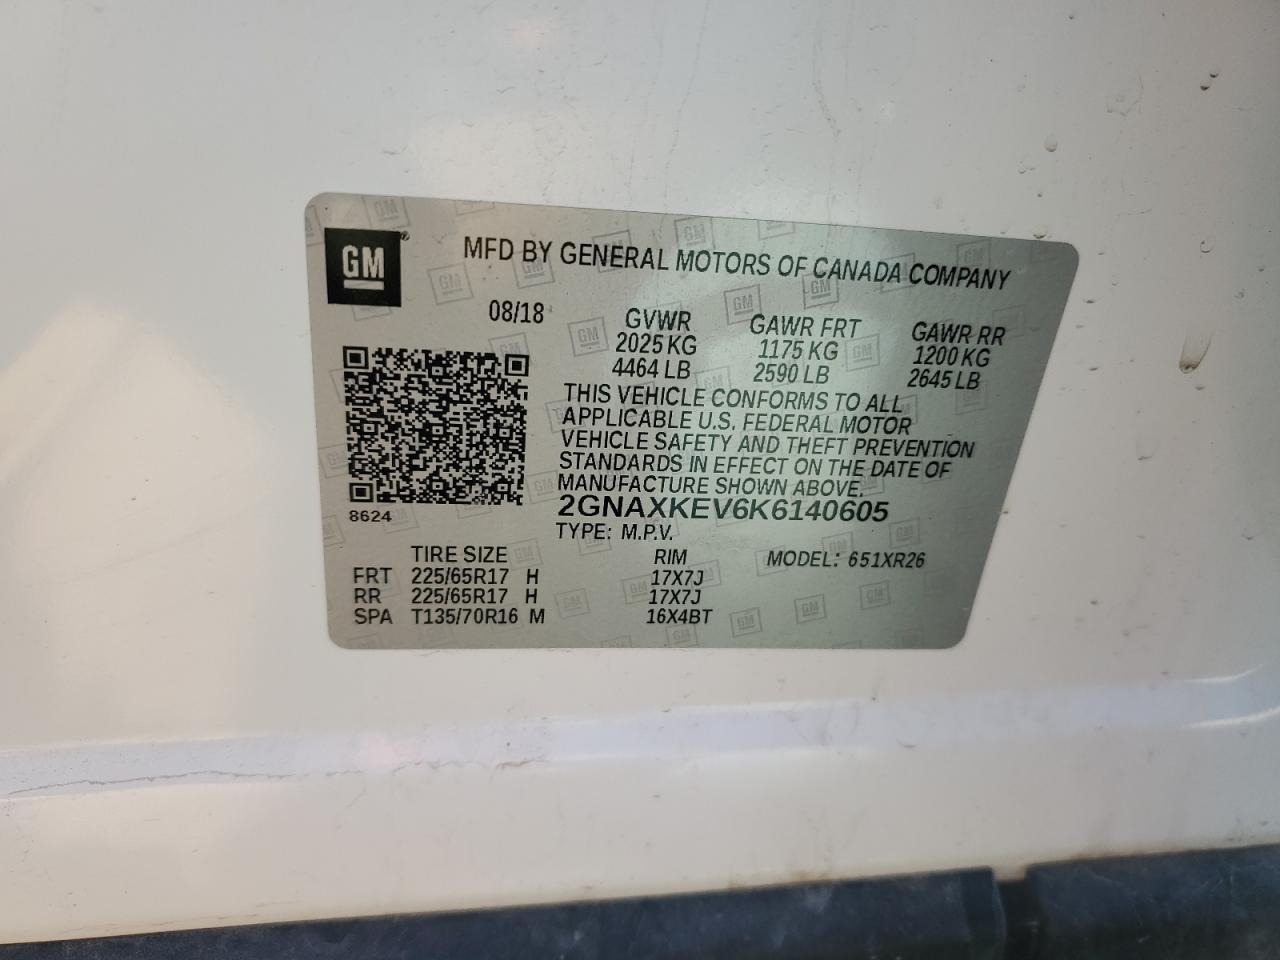 GM
MFD BY GENERAL MOTORS OF CANADA COMPANY
08/18 GVWR GAWR FRT GAWR RR
2025 KG 1175 KG 1200 KG
4464 LB 2590 LB 2645 LB
THIS VEHICLE CONFORMS TO ALL
APPLICABLE U.S. FEDERAL MOTOR
VEHICLE SAFETY AND THEFT PREVENTION
STANDARDS IN EFFECT ON THE DATE OF
MANUFACTURE SHOWN ABOVE.
8624 2GNAXKEV6K6140605
TYPE: M.P.V.
TIRE SIZE RIM MODEL: 651XR26
FRT 225/65R17 H 17X7J
RR 225/65R17 H 17X7J
SPA T135/70R16 M 16X4BT